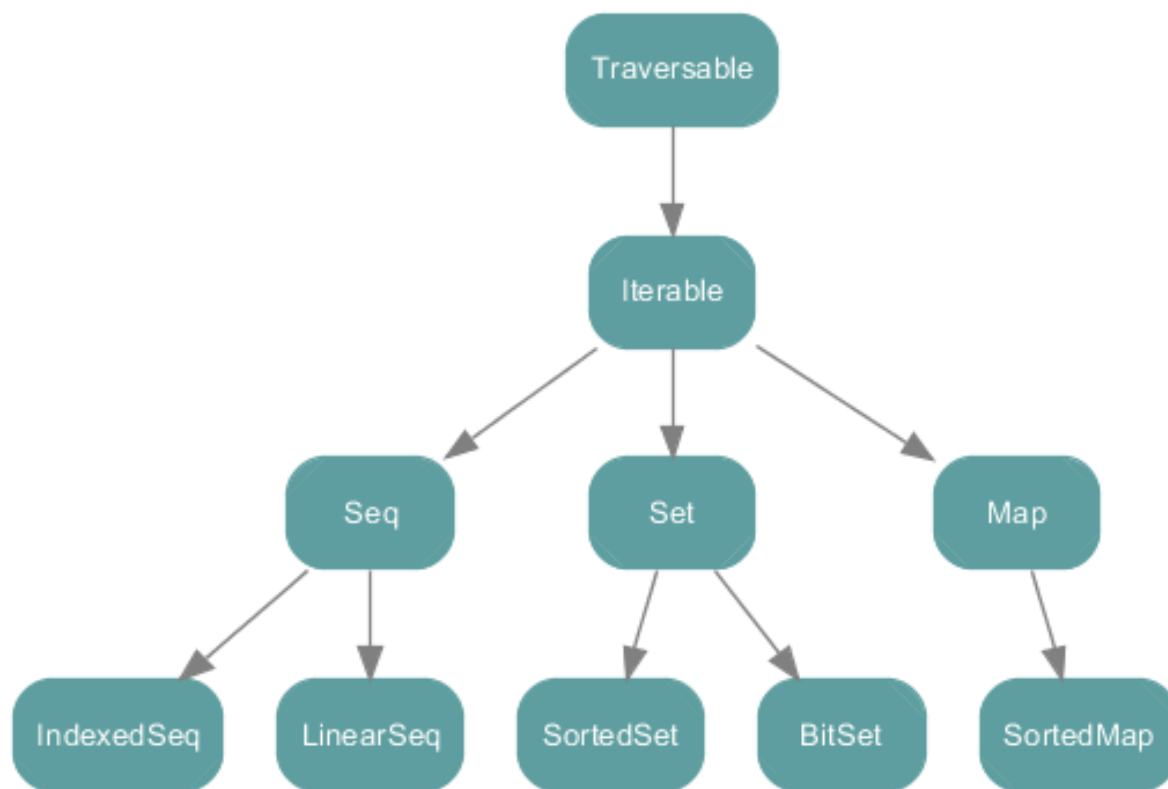 Traversable
Iterable
Seq
Set
Map
IndexedSeq
LinearSeq
SortedSet
BitSet
SortedMap